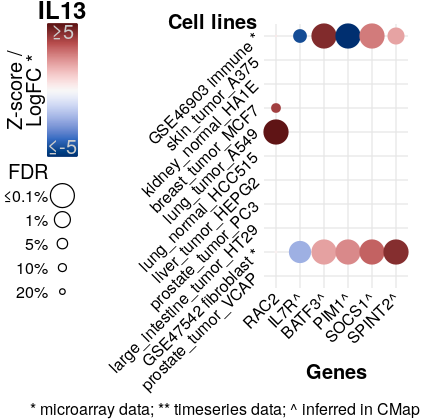 IL13
≥5
Z-score /
LogFC *
≤-5
FDR
≤0.1%
1%
5%
10%
20%
Cell lines
GSE46903 immune *
skin_tumor_A375
kidney_normal_HA1E
breast_tumor_MCF7
lung_tumor_A549
lung_normal_HCC515
liver_tumor_HEPG2
prostate_tumor_PC3
large_intestine_tumor_HT29
GSE47542 fibroblast *
prostate_tumor_VCAP
RAC2
IL7R^
BATF3^
PIM1^
SOCS1^
SPINT2^
Genes
* microarray data; ** timeseries data; ^ inferred in CMap